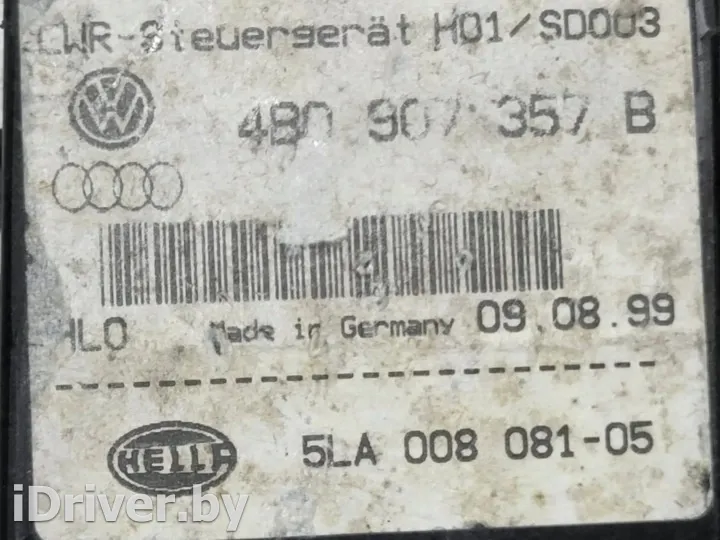 LWR-Steuergerät H01/SD003
4B0 907 357 B
HLO Made in Germany 09.08.99
HELLA
5LA 008 081-05
iDriver.by